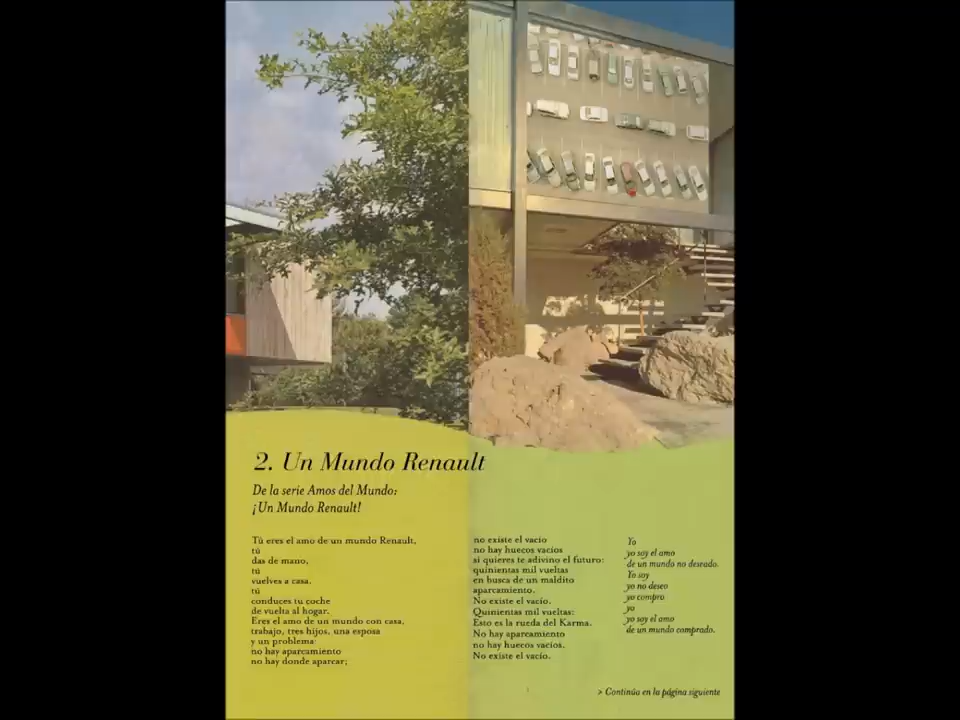 2. Un Mundo Renault
De la serie Amos del Mundo:
¡Un Mundo Renault!
Tú eres el amo de un mundo Renault,
tú
das de mano,
tú
vuelves a casa.
tú
conduces tu coche
de vuelta al hogar.
Eres el amo de un mundo con casa,
trabajo, tres hijos, una esposa
y un problema:
no hay aparcamiento
no hay donde aparcar;
no existe el vacío
no hay huecos vacíos
si quieres te adivino el futuro:
quinientas mil vueltas
en busca de un maldito
aparcamiento.
No existe el vacío.
Quinientas mil vueltas:
Esto es la rueda del Karma.
No hay aparcamiento
no hay huecos vacíos.
No existe el vacío.
Yo
yo soy el amo
de un mundo no deseado.
Yo soy
yo no deseo
yo compro
yo
yo soy el amo
de un mundo comprado.
> Continúa en la página siguiente